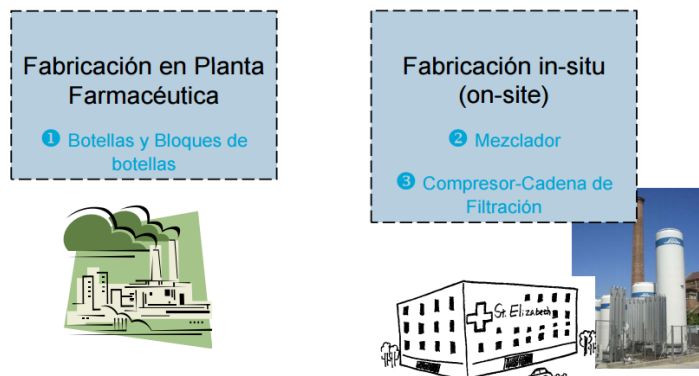 Fabricación en Planta
Farmacéutica
❶ Botellas y Bloques de
botellas
Fabricación in-situ
(on-site)
❷ Mezclador
❸ Compresor-Cadena de
Filtración
St. Elizabeth